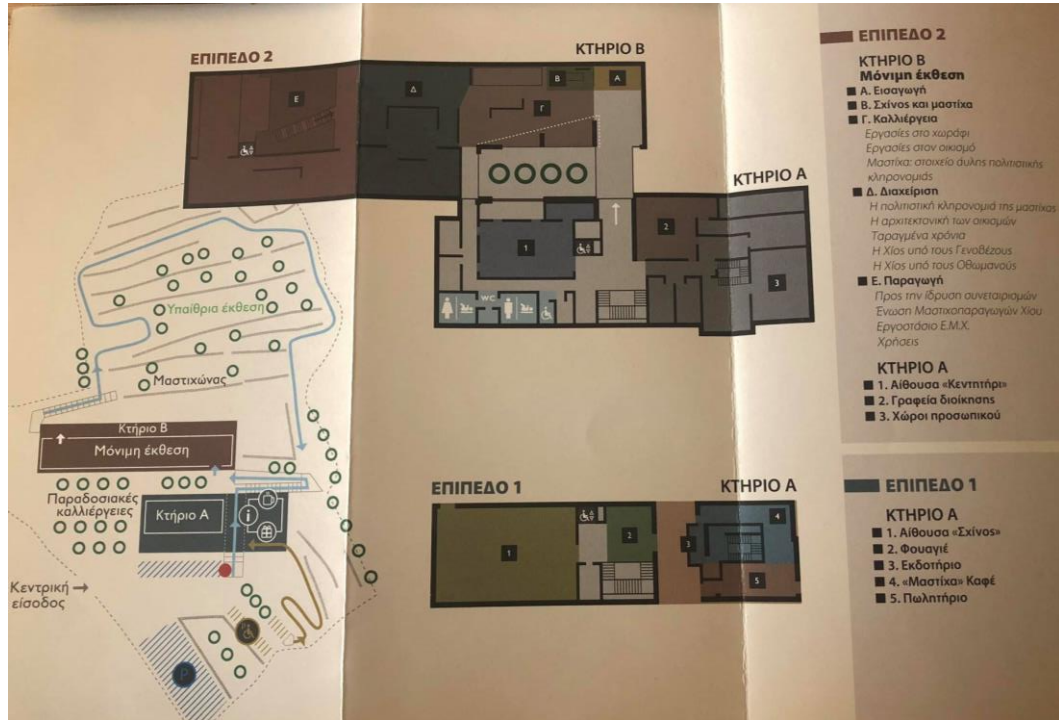 ΕΠΙΠΕΔΟ 2
ΚΤΗΡΙΟ Β
Ε
Δ
Β
Α
Γ
ΚΤΗΡΙΟ Α
1
2
3
WC
Υπαίθρια έκθεση
Μαστιχώνας
Κτήριο Β
Μόνιμη έκθεση
Παραδοσιακές
καλλιέργειες
Κτήριο Α
i
Κεντρική
είσοδος
P
P
ΕΠΙΠΕΔΟ 1
ΚΤΗΡΙΟ Α
1
2
3
4
5
ΕΠΙΠΕΔΟ 2
ΚΤΗΡΙΟ Β
Μόνιμη έκθεση
Α. Εισαγωγή
Β. Σχίνος και μαστίχα
Γ. Καλλιέργεια
Εργασίες στο χωράφι
Εργασίες στον οικισμό
Μαστίχα: στοιχείο άυλης πολιτιστικής
κληρονομιάς
Δ. Διαχείριση
Η πολιτιστική κληρονομιά της μαστίχας
Η αρχιτεκτονική των οικισμών
Ταραγμένα χρόνια
Η Χίος υπό τους Γενοβέζους
Η Χίος υπό τους Οθωμανούς
Ε. Παραγωγή
Προς την ίδρυση συνεταιρισμών
Ένωση Μαστιχοπαραγωγών Χίου
Εργοστάσιο Ε.Μ.Χ.
Χρήσεις
ΚΤΗΡΙΟ Α
1. Αίθουσα «Κεντητήρι»
2. Γραφεία διοίκησης
3. Χώροι προσωπικού
ΕΠΙΠΕΔΟ 1
ΚΤΗΡΙΟ Α
1. Αίθουσα «Σχίνος»
2. Φουαγιέ
3. Εκδοτήριο
4. «Μαστίχα» Καφέ
5. Πωλητήριο